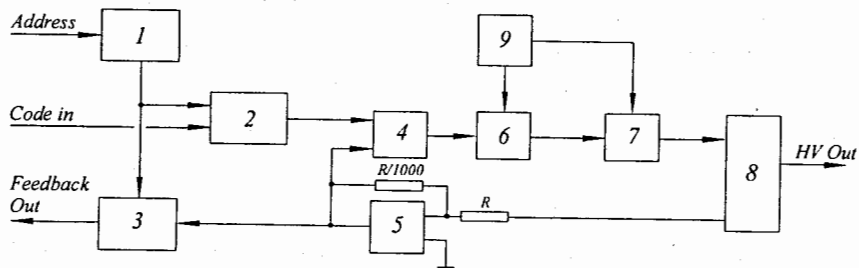 Address
1
9
Code in
2
4
6
7
8
HV Out
R/1000
Feedback
Out
3
5
R